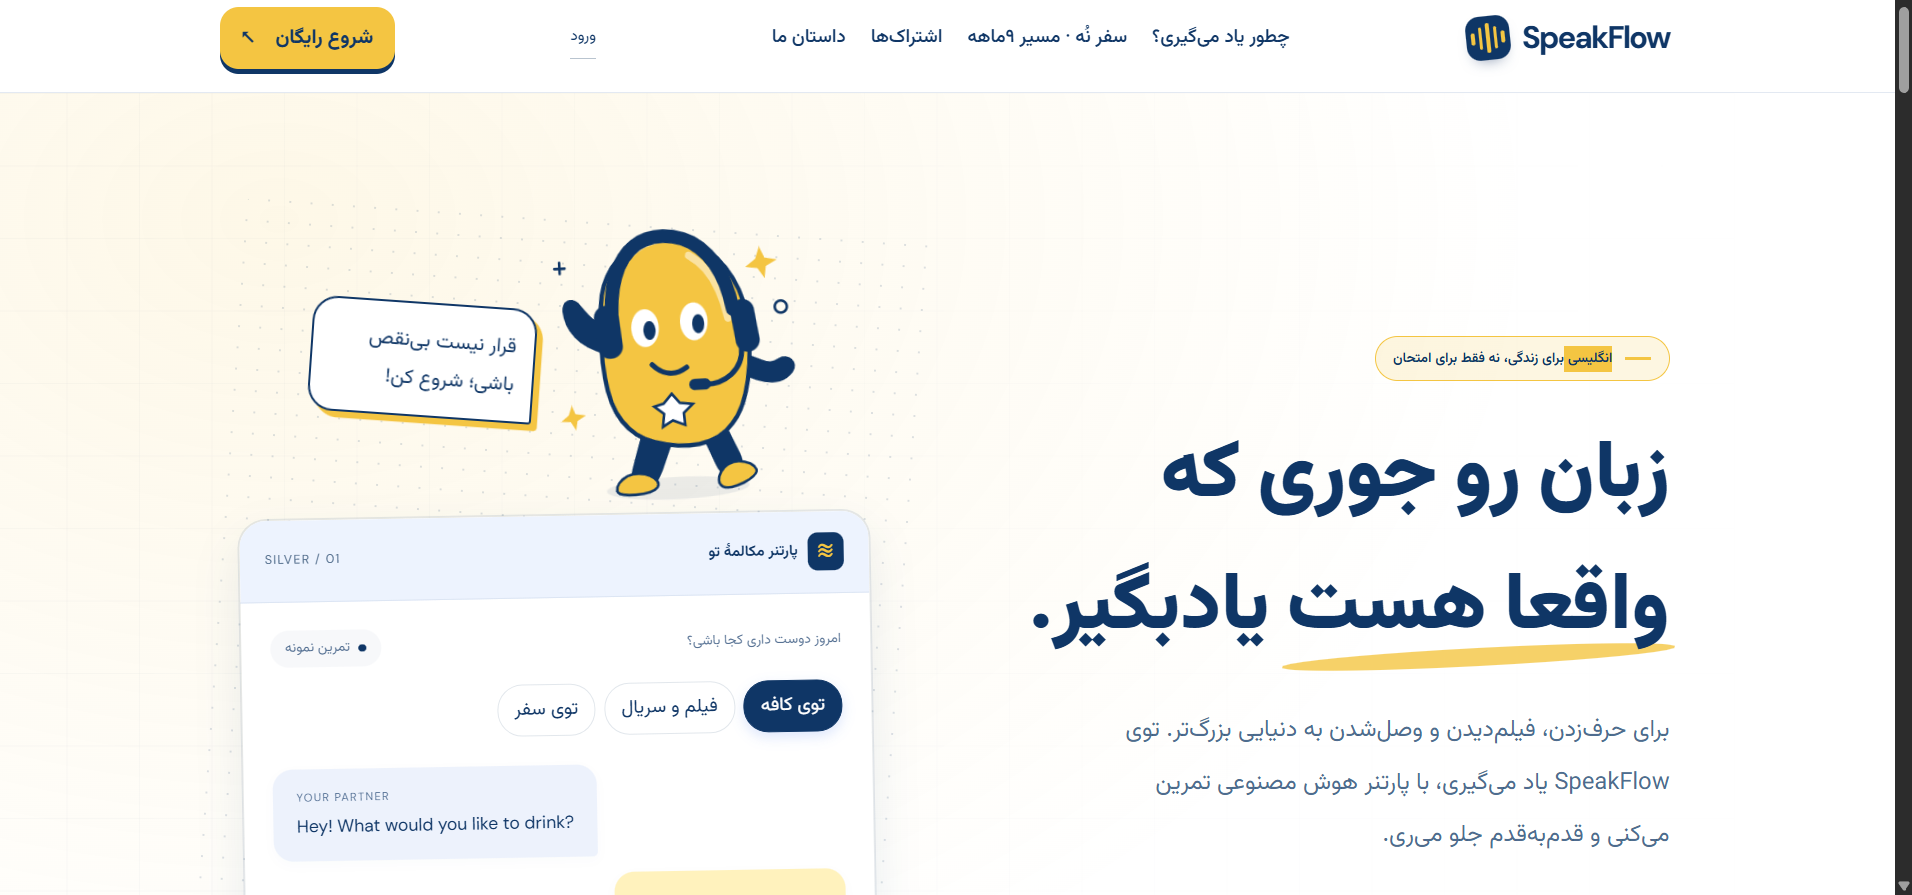 SpeakFlow
چطور یاد می‌گیری؟
سفر نُه · مسیر ۹ماهه
اشتراک‌ها
داستان ما
ورود
شروع رایگان ↖
انگلیسی برای زندگی، نه فقط برای امتحان
زبان رو جوری که
واقعا هست یادبگیر.
برای حرف‌زدن، فیلم‌دیدن و وصل‌شدن به دنیایی بزرگ‌تر. توی
SpeakFlow یاد می‌گیری، با پارتنر هوش مصنوعی تمرین
می‌کنی و قدم‌به‌قدم جلو می‌ری.
قرار نیست بی‌نقص
باشی؛ شروع کن!
پارتنر مکالمهٔ تو
SILVER / 01
امروز دوست داری کجا باشی؟
تمرین نمونه
توی کافه
فیلم و سریال
توی سفر
YOUR PARTNER
Hey! What would you like to drink?